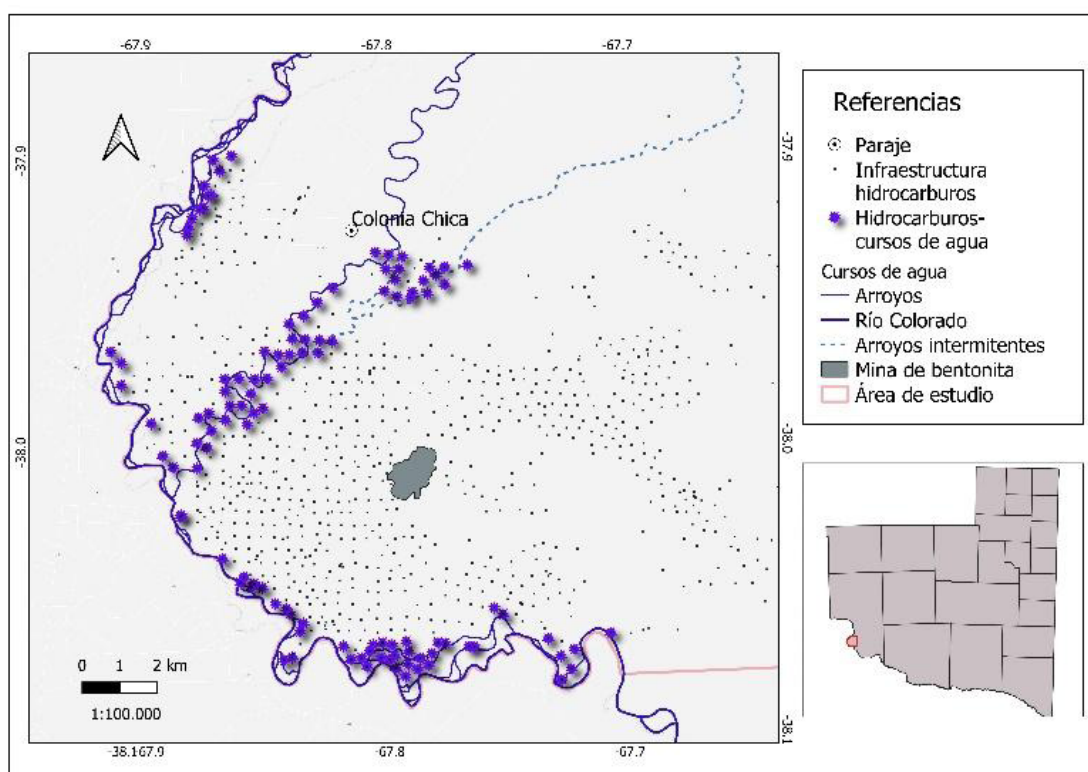 -67.9 -67.8 -67.7
-37.9
-37.9
Colonia Chica
-38.0
-38.0
0 1 2 km
1:100.000
-38.1
-38.167.9 -67.8 -67.7
Referencias
Paraje
Infraestructura
hidrocarburos
Hidrocarburos-
cursos de agua
Cursos de agua
Arroyos
Río Colorado
Arroyos intermitentes
Mina de bentonita
Área de estudio